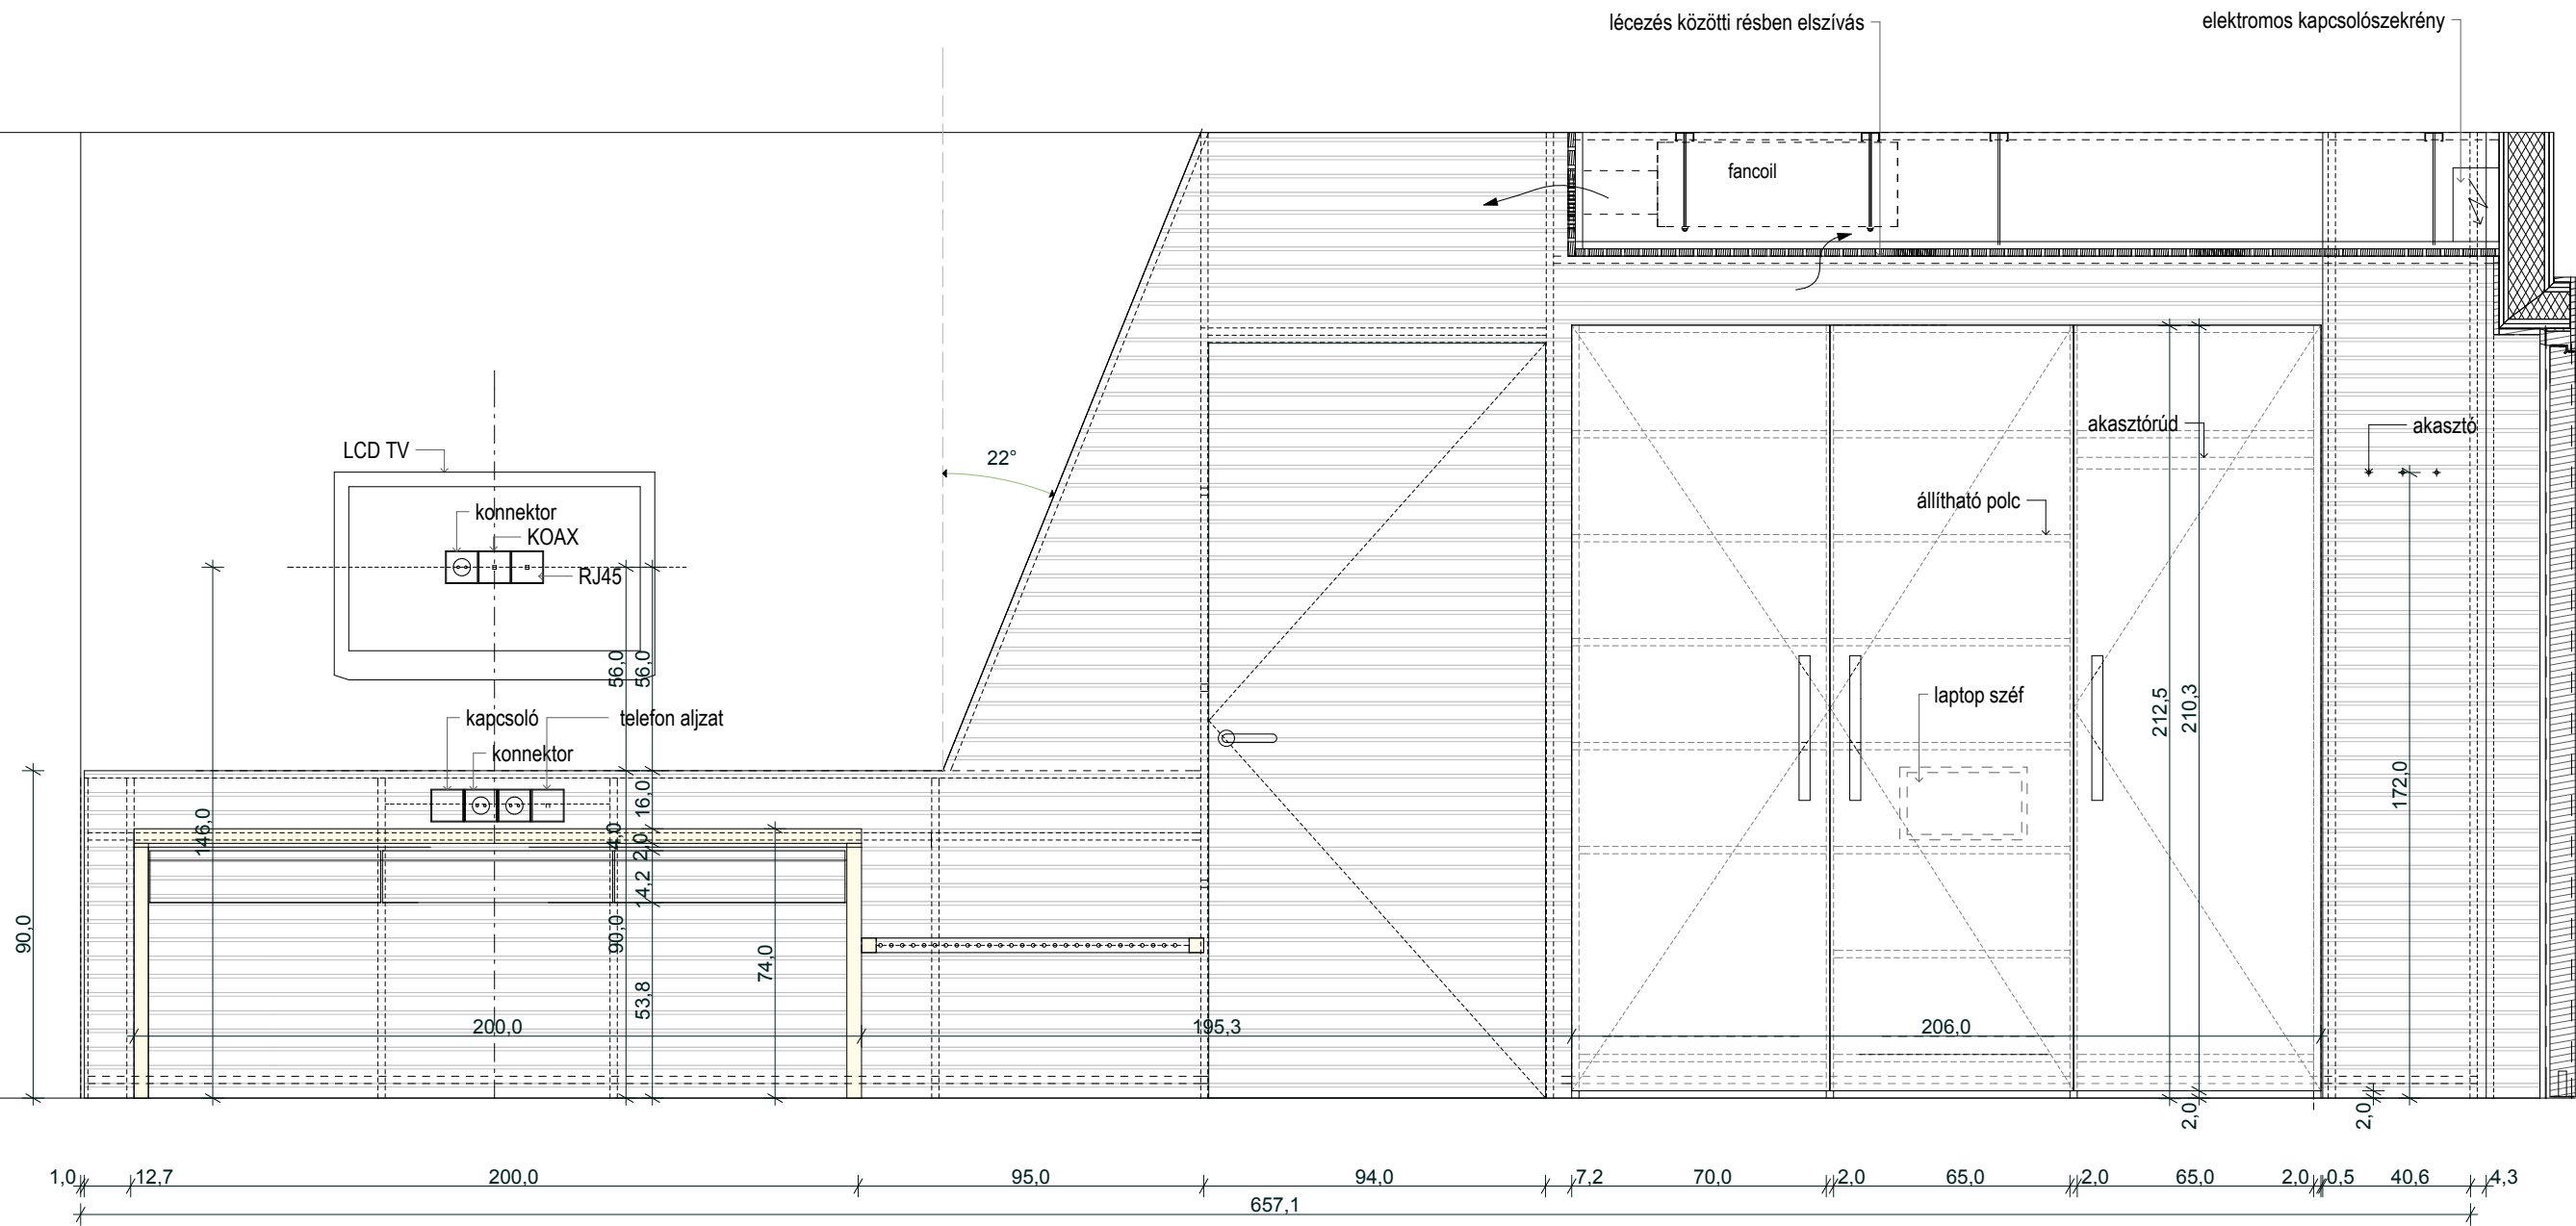 lécezés közötti résben elszívás
elektromos kapcsolószekrény
fancoil
LCD TV
22°
akasztórúd
akasztó
konnektor
KOAX
RJ45
állítható polc
56,0
56,0
laptop széf
212,5
210,3
kapcsoló
telefon aljzat
konnektor
172,0
146,0
16,0
4,0
2,0
14,2
90,0
90,0
74,0
53,8
200,0
195,3
206,0
2,0
2,0
1,0
12,7
200,0
95,0
94,0
7,2
70,0
2,0
65,0
2,0
65,0
2,0
0,5
40,6
4,3
657,1